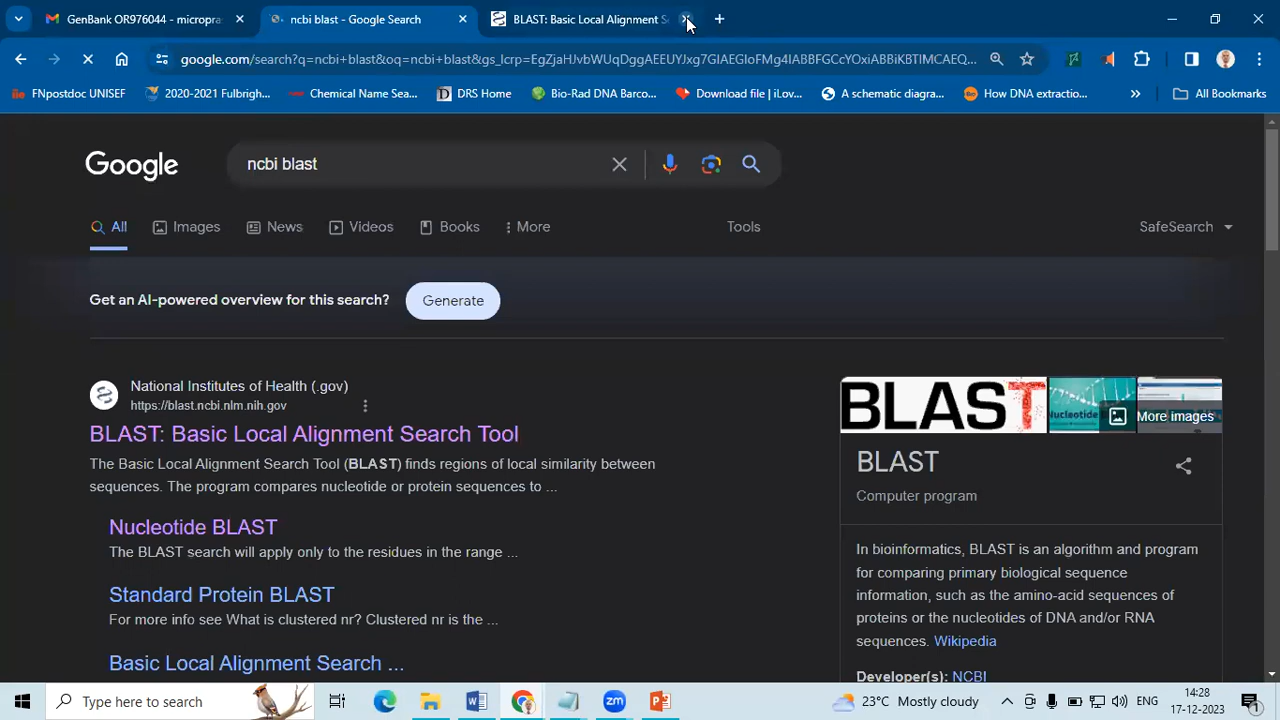 GenBank OR976044 - micropra
ncbi blast - Google Search
BLAST: Basic Local Alignment S
google.com/search?q=ncbi+blast&oq=ncbi+blast&gs_lcrp=EgZjaHJvbWUqDggAEEUYJxg7GIAEGIoFMg4IABBFGCcYOxiABBiKBTIMCAEQ...
FNpostdoc UNISEF
2020-2021 Fulbrigh...
Chemical Name Sea...
DRS Home
Bio-Rad DNA Barco...
Download file | iLov...
A schematic diagra...
How DNA extractio...
»
All Bookmarks
Google
ncbi blast
All
Images
News
Videos
Books
More
Tools
SafeSearch
Get an AI-powered overview for this search?
Generate
National Institutes of Health (.gov)
https://blast.ncbi.nlm.nih.gov
BLAST: Basic Local Alignment Search Tool
The Basic Local Alignment Search Tool (BLAST) finds regions of local similarity between
sequences. The program compares nucleotide or protein sequences to ...
Nucleotide BLAST
The BLAST search will apply only to the residues in the range ...
Standard Protein BLAST
For more info see What is clustered nr? Clustered nr is the ...
Basic Local Alignment Search ...
BLAST
Nucleotide
More images
BLAST
Computer program
In bioinformatics, BLAST is an algorithm and program
for comparing primary biological sequence
information, such as the amino-acid sequences of
proteins or the nucleotides of DNA and/or RNA
sequences. Wikipedia
Developer(s): NCBI
Type here to search
23°C Mostly cloudy
ENG
14:28
17-12-2023